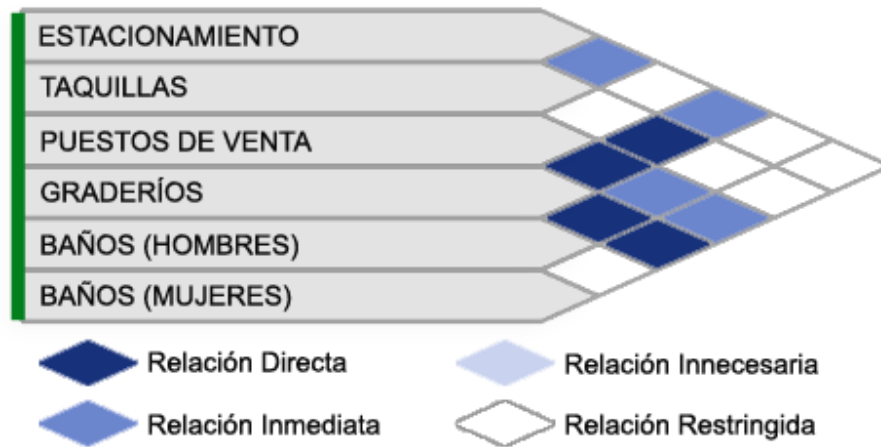 ESTACIONAMIENTO
TAQUILLAS
PUESTOS DE VENTA
GRADERÍOS
BAÑOS (HOMBRES)
BAÑOS (MUJERES)
Relación Directa
Relación Innecesaria
Relación Inmediata
Relación Restringida